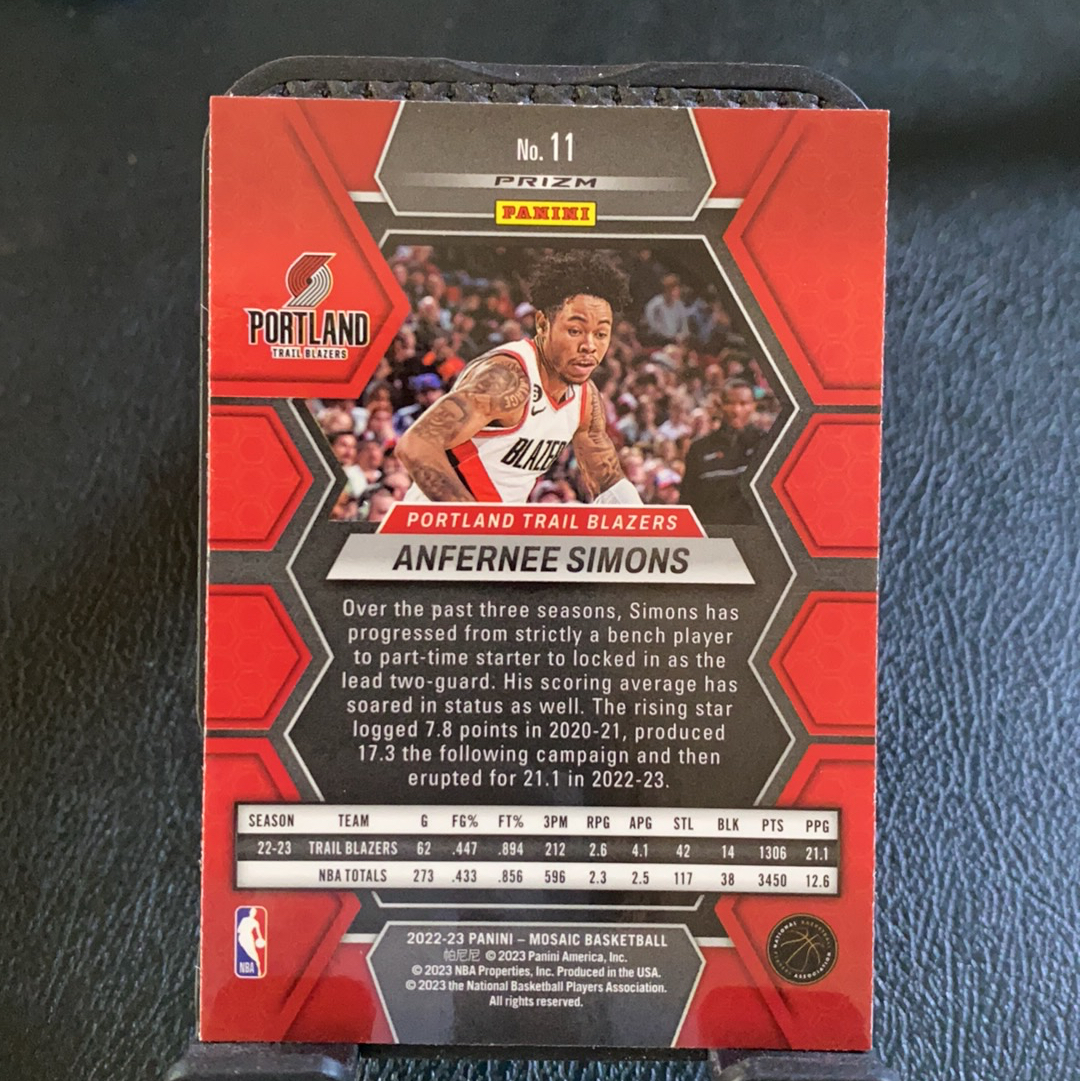 No. 11
PRIZM
PANINI
PORTLAND
TRAIL BLAZERS
BLAZE
PORTLAND TRAIL BLAZERS
ANFERNEE SIMONS
Over the past three seasons, Simons has
progressed from strictly a bench player
to part-time starter to locked in as the
lead two-guard. His scoring average has
soared in status as well. The rising star
logged 7.8 points in 2020-21, produced
17.3 the following campaign and then
erupted for 21.1 in 2022-23.
SEASON TEAM G FG% FT% 3PM RPG APG STL BLK PTS PPG
22-23 TRAIL BLAZERS 62 .447 .894 212 2.6 4.1 42 14 1306 21.1
NBA TOTALS 273 .433 .856 596 2.3 2.5 117 38 3450 12.6
NBA
NATIONAL BASKETBALL PLAYERS ASSOCIATION
2022-23 PANINI – MOSAIC BASKETBALL
帕尼尼 © 2023 Panini America, Inc.
© 2023 NBA Properties, Inc. Produced in the USA.
© 2023 the National Basketball Players Association.
All rights reserved.